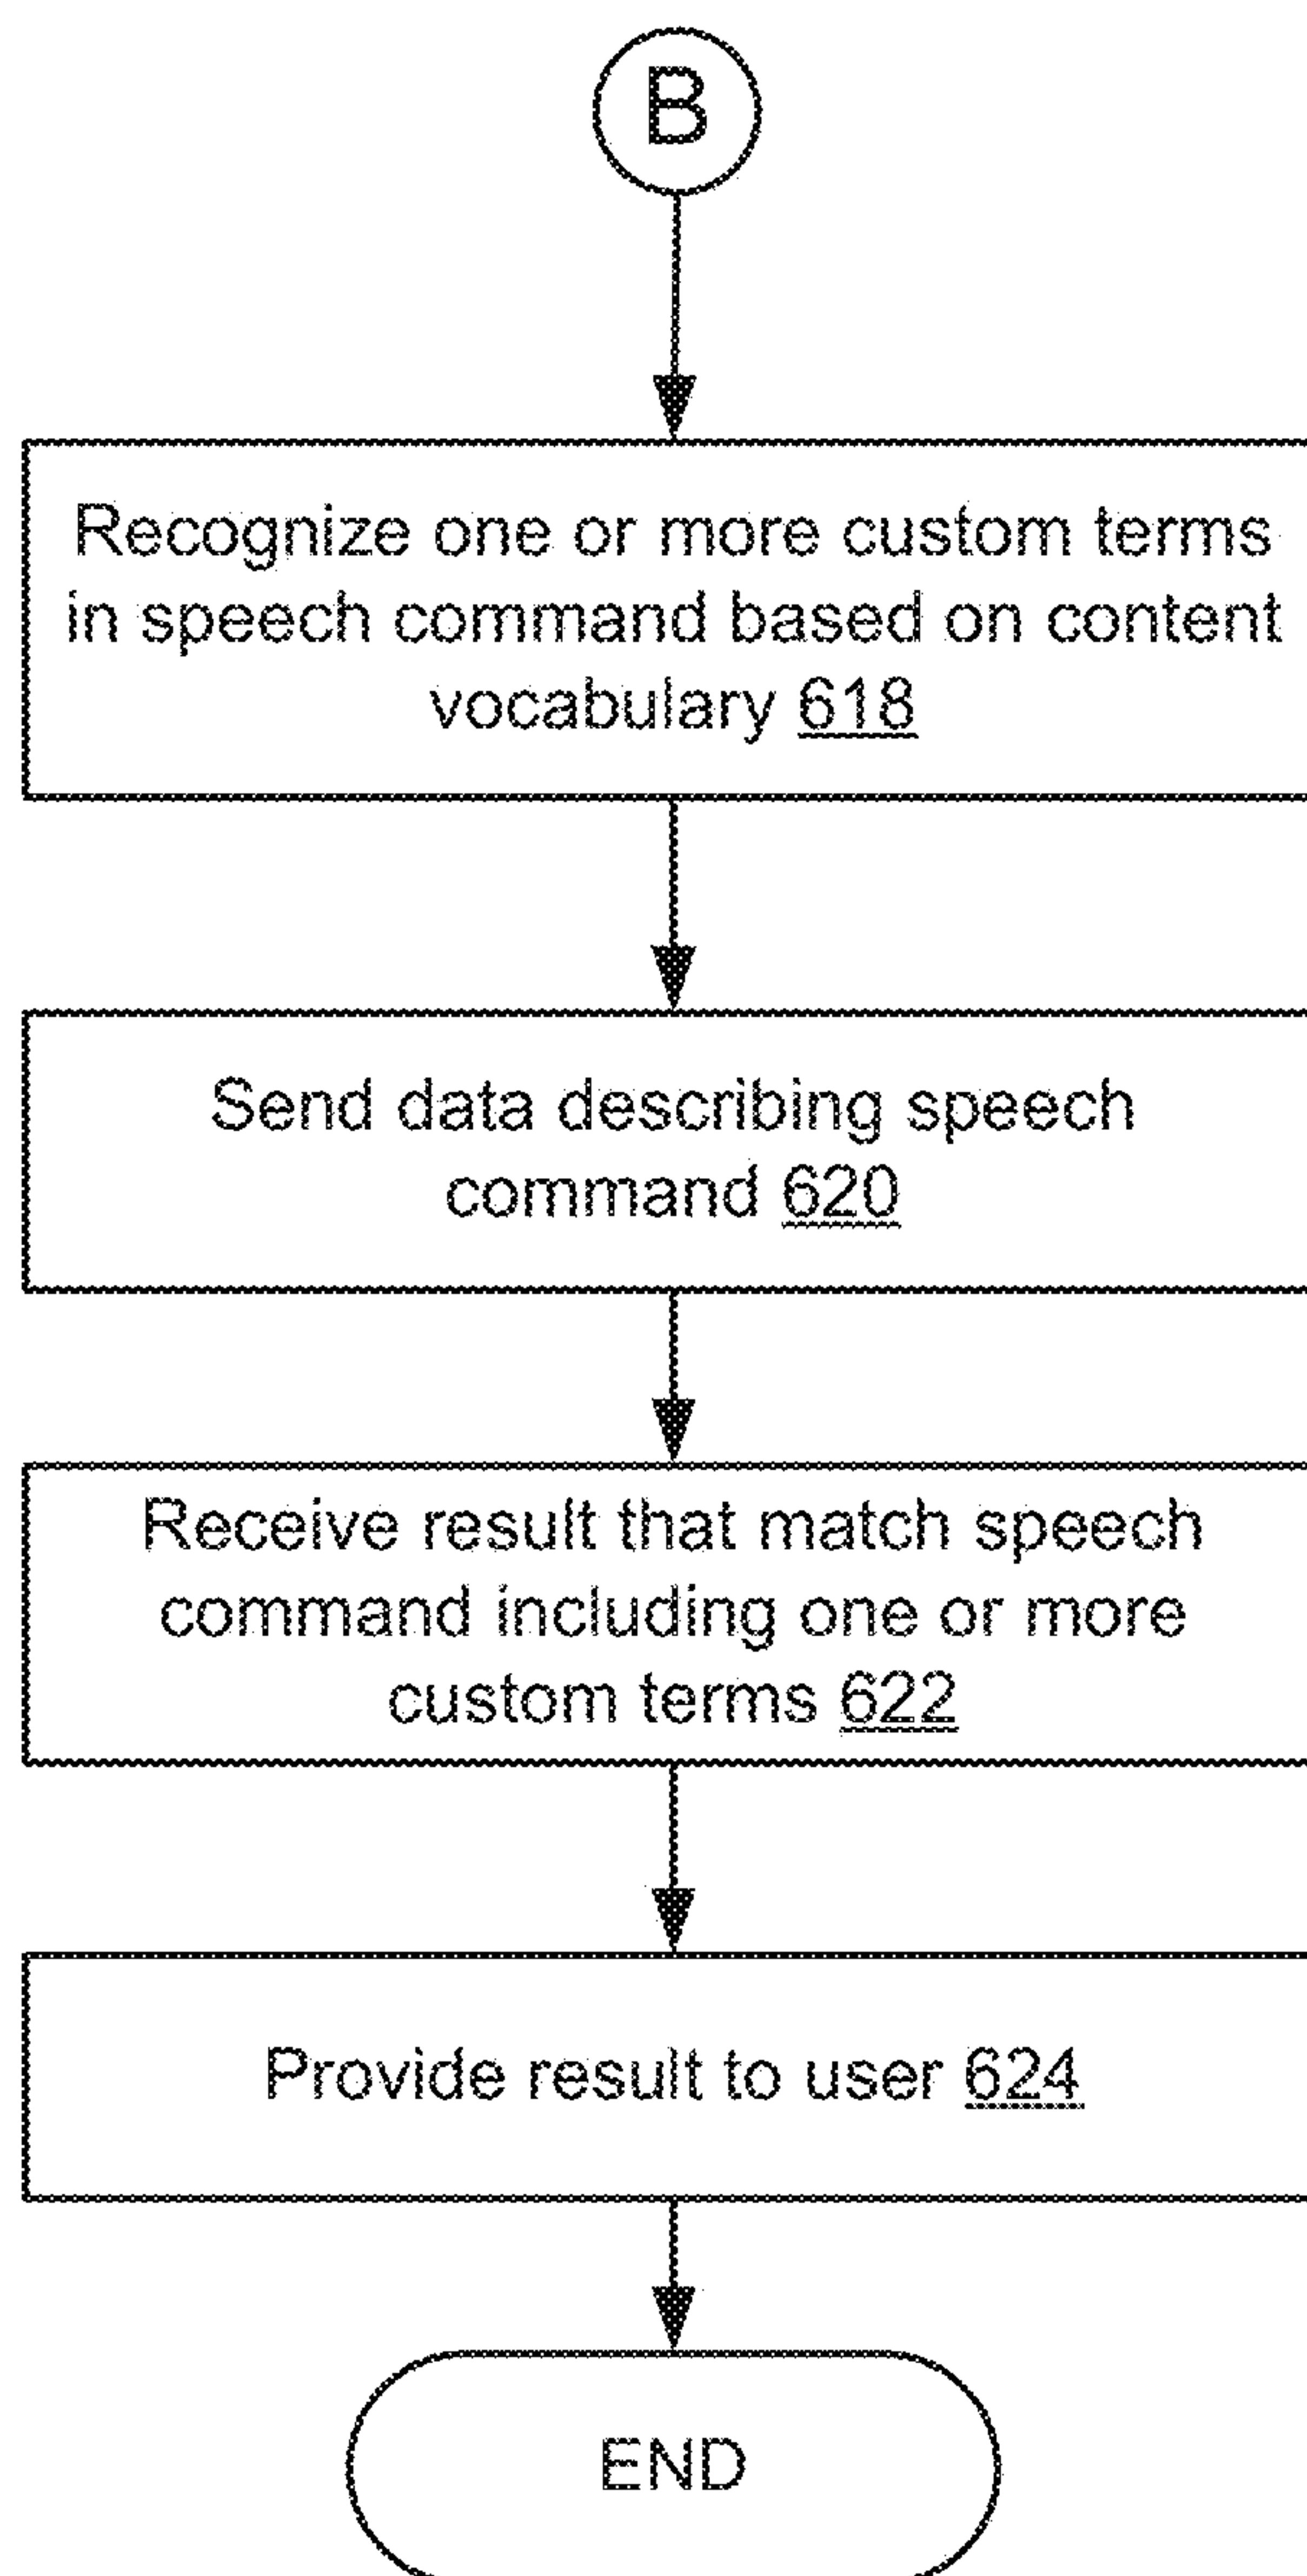 B
Recognize one or more custom terms
in speech command based on content
vocabulary 618
Send data describing speech
command 620
Receive result that match speech
command including one or more
custom terms 622
Provide result to user 624
END